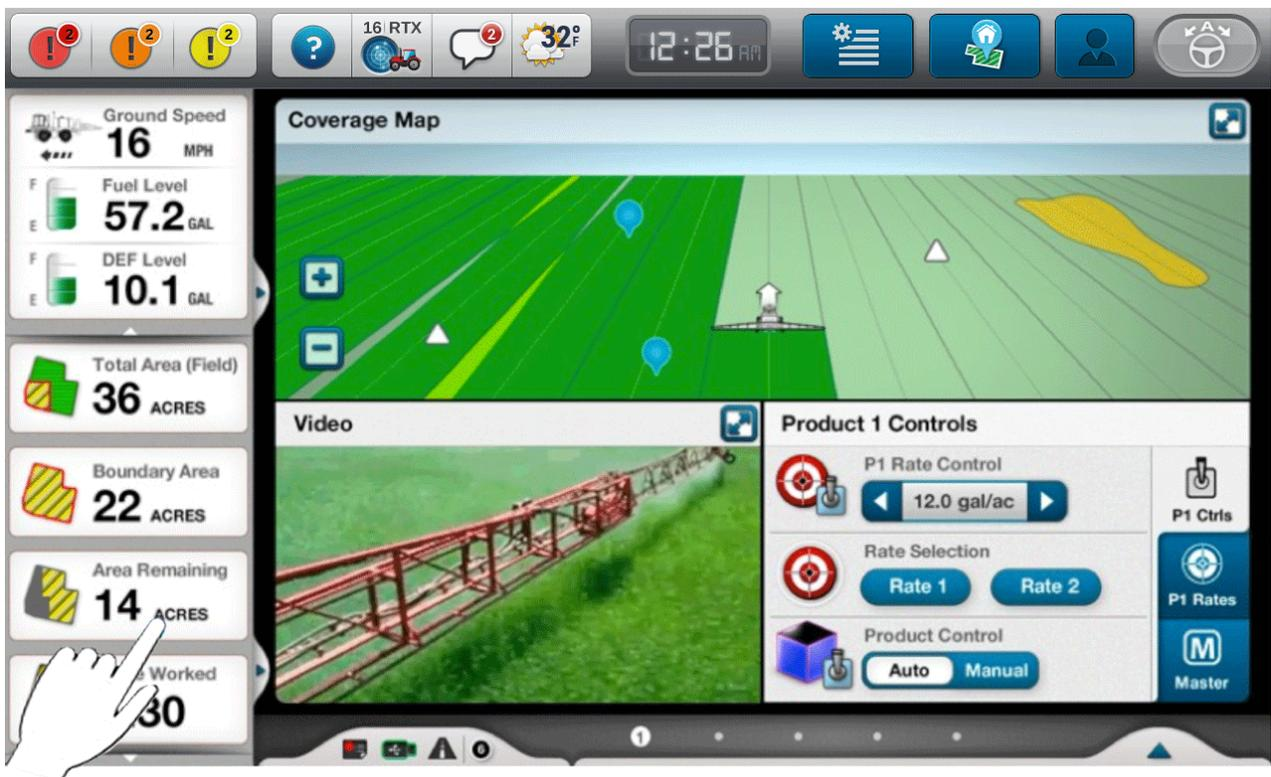 2
2
2
?
16 RTX
2
32°F
12:26 AM
A
Ground Speed
16 MPH
F
Fuel Level
57.2 GAL
E
F
DEF Level
10.1 GAL
E
Total Area (Field)
36 ACRES
Boundary Area
22 ACRES
Area Remaining
14 ACRES
Worked
30
Coverage Map
+
−
Video
Product 1 Controls
P1 Rate Control
12.0 gal/ac
Rate Selection
Rate 1 Rate 2
Product Control
Auto Manual
P1 Ctrls
P1 Rates
M
Master
1
0